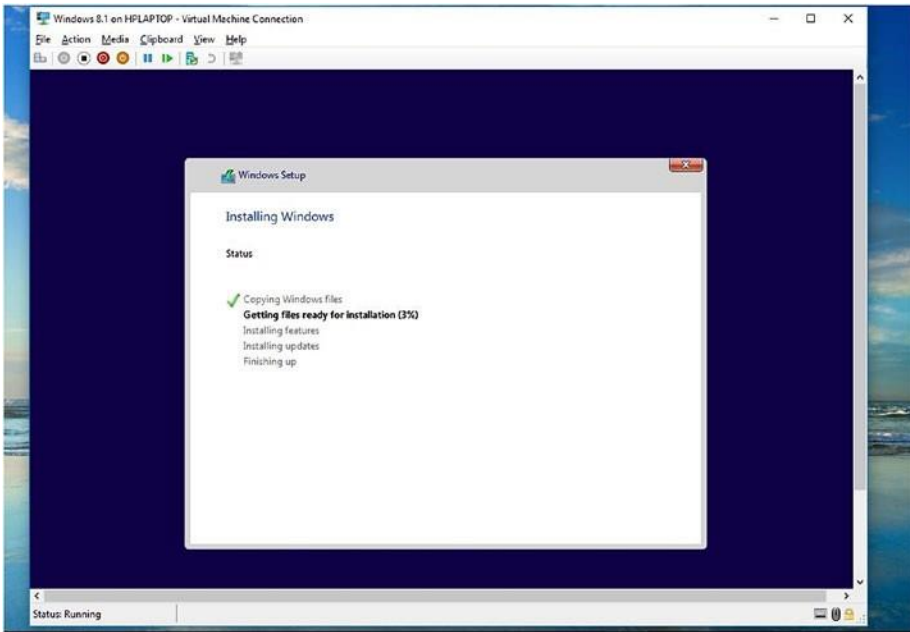 Windows 8.1 on HPLAPTOP - Virtual Machine Connection
File Action Media Clipboard View Help
Windows Setup
Installing Windows
Status
Copying Windows files
Getting files ready for installation (3%)
Installing features
Installing updates
Finishing up
Status: Running